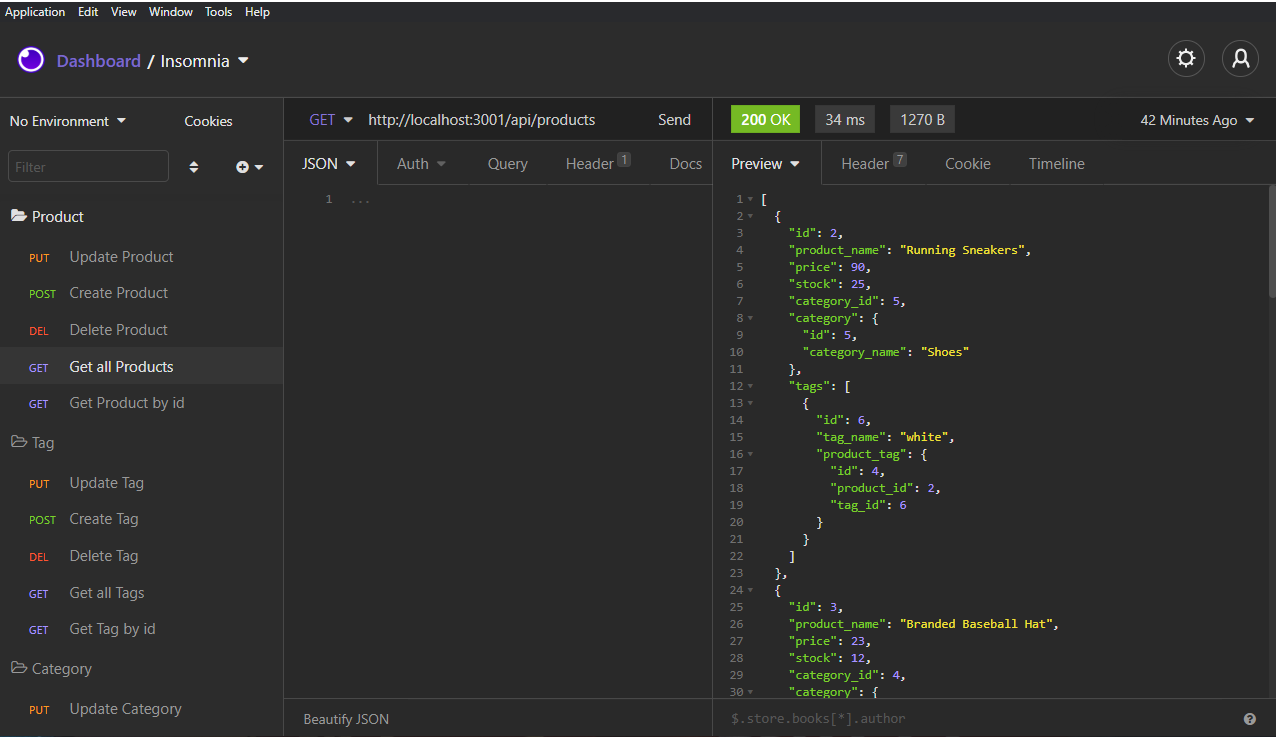 Application Edit View Window Tools Help
Dashboard / Insomnia
No Environment Cookies
Filter
Product
PUT Update Product
POST Create Product
DEL Delete Product
GET Get all Products
GET Get Product by id
Tag
PUT Update Tag
POST Create Tag
DEL Delete Tag
GET Get all Tags
GET Get Tag by id
Category
PUT Update Category
GET http://localhost:3001/api/products Send
JSON Auth Query Header 1 Docs
1 ...
Beautify JSON
200 OK 34 ms 1270 B 42 Minutes Ago
Preview Header 7 Cookie Timeline
1 [
2 {
3 "id": 2,
4 "product_name": "Running Sneakers",
5 "price": 90,
6 "stock": 25,
7 "category_id": 5,
8 "category": {
9 "id": 5,
10 "category_name": "Shoes"
11 },
12 "tags": [
13 {
14 "id": 6,
15 "tag_name": "white",
16 "product_tag": {
17 "id": 4,
18 "product_id": 2,
19 "tag_id": 6
20 }
21 }
22 ]
23 },
24 {
25 "id": 3,
26 "product_name": "Branded Baseball Hat",
27 "price": 23,
28 "stock": 12,
29 "category_id": 4,
30 "category": {
$.store.books[*].author